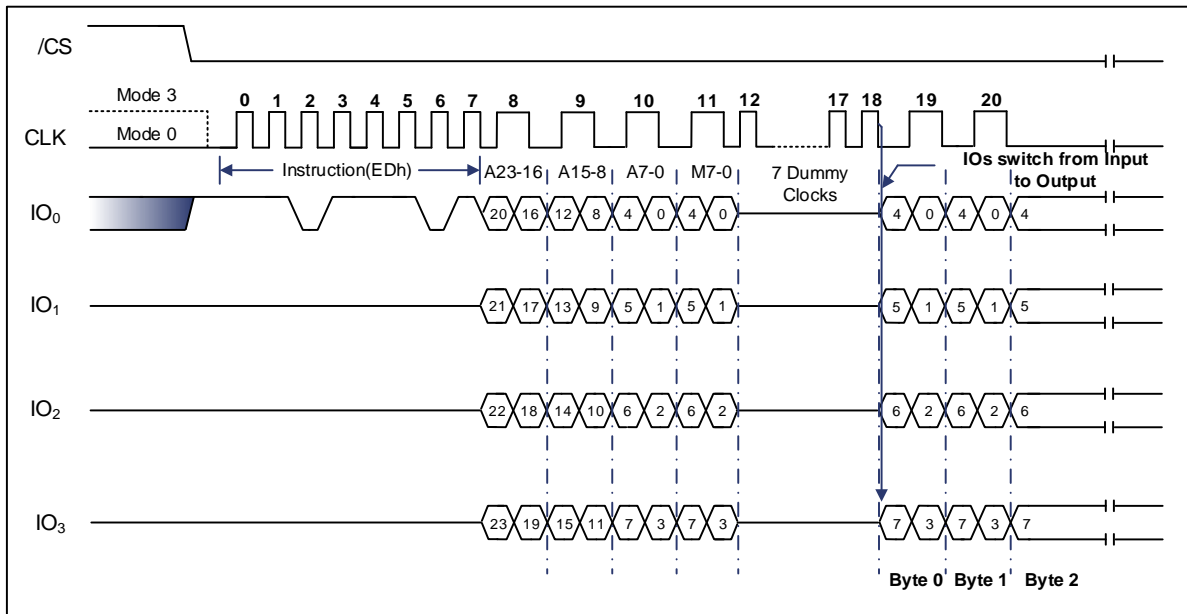 /CS
Mode 3
0 1 2 3 4 5 6 7 8 9 10 11 12 17 18 19 20
CLK
Mode 0
Instruction(EDh)
A23-16 A15-8 A7-0 M7-0
7 Dummy
Clocks
IOs switch from Input
to Output
IO0 20 16 12 8 4 0 4 0 4 0 4 0 4
IO1 21 17 13 9 5 1 5 1 5 1 5 1 5
IO2 22 18 14 10 6 2 6 2 6 2 6 2 6
IO3 23 19 15 11 7 3 7 3 7 3 7 3 7
Byte 0 Byte 1 Byte 2